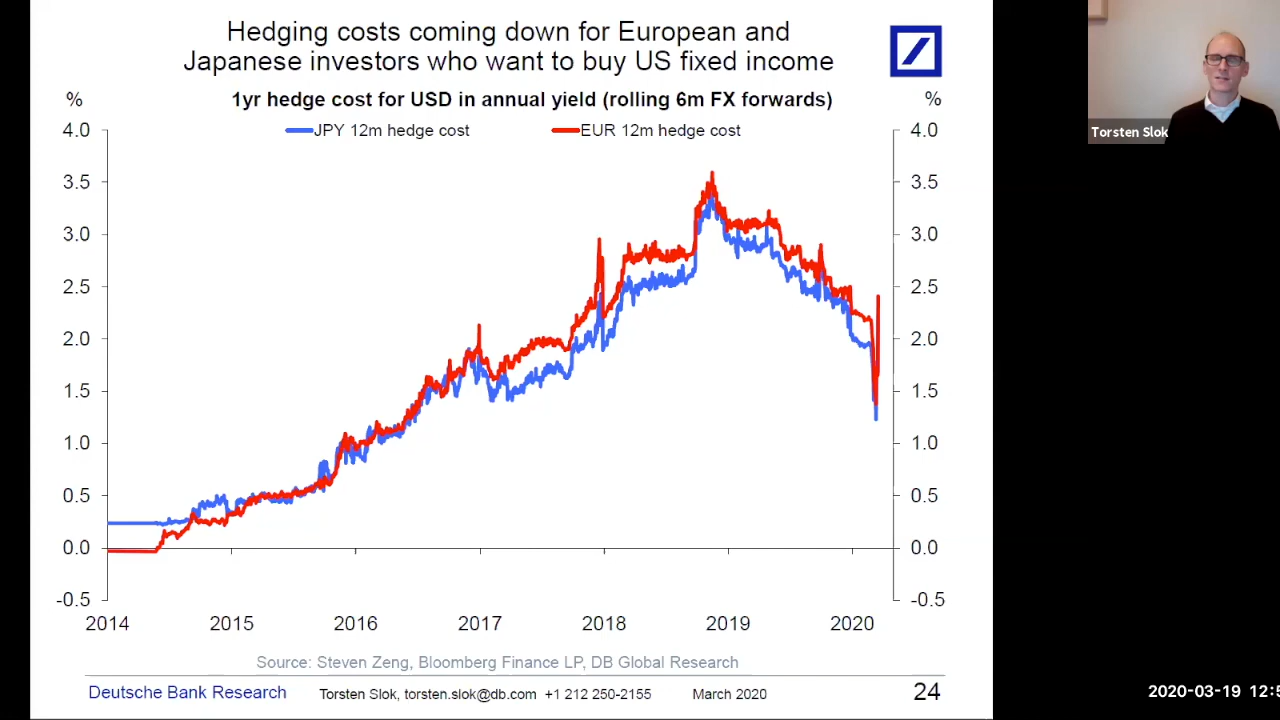 Hedging costs coming down for European and
Japanese investors who want to buy US fixed income
% 1yr hedge cost for USD in annual yield (rolling 6m FX forwards) %
JPY 12m hedge cost EUR 12m hedge cost
4.0 4.0
3.5 3.5
3.0 3.0
2.5 2.5
2.0 2.0
1.5 1.5
1.0 1.0
0.5 0.5
0.0 0.0
-0.5 -0.5
2014 2015 2016 2017 2018 2019 2020
Source: Steven Zeng, Bloomberg Finance LP, DB Global Research
Deutsche Bank Research Torsten Slok, torsten.slok@db.com +1 212 250-2155 March 2020 24
Torsten Slok
2020-03-19 12:5